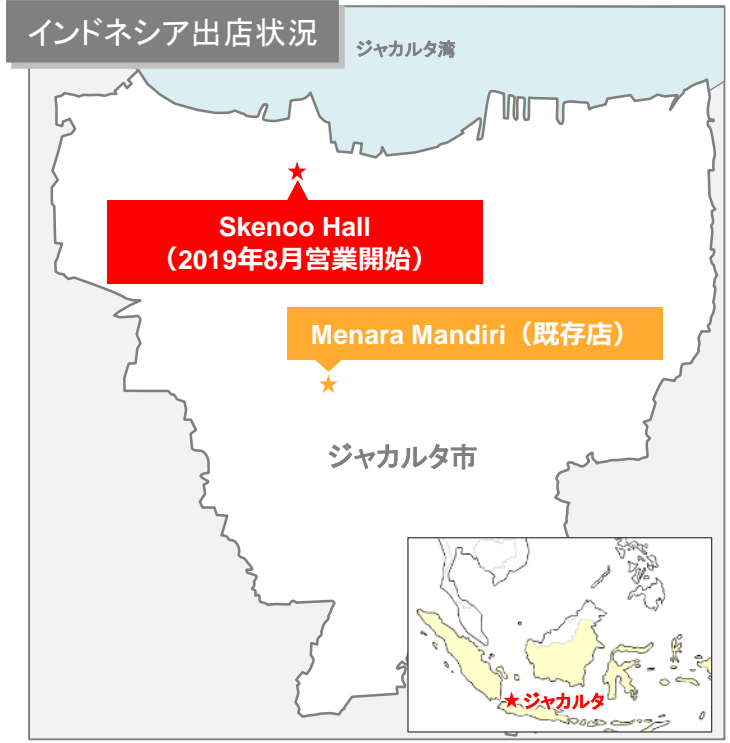 インドネシア出店状況
ジャカルタ湾
Skenoo Hall
（2019年8月営業開始）
Menara Mandiri（既存店）
ジャカルタ市
★ジャカルタ